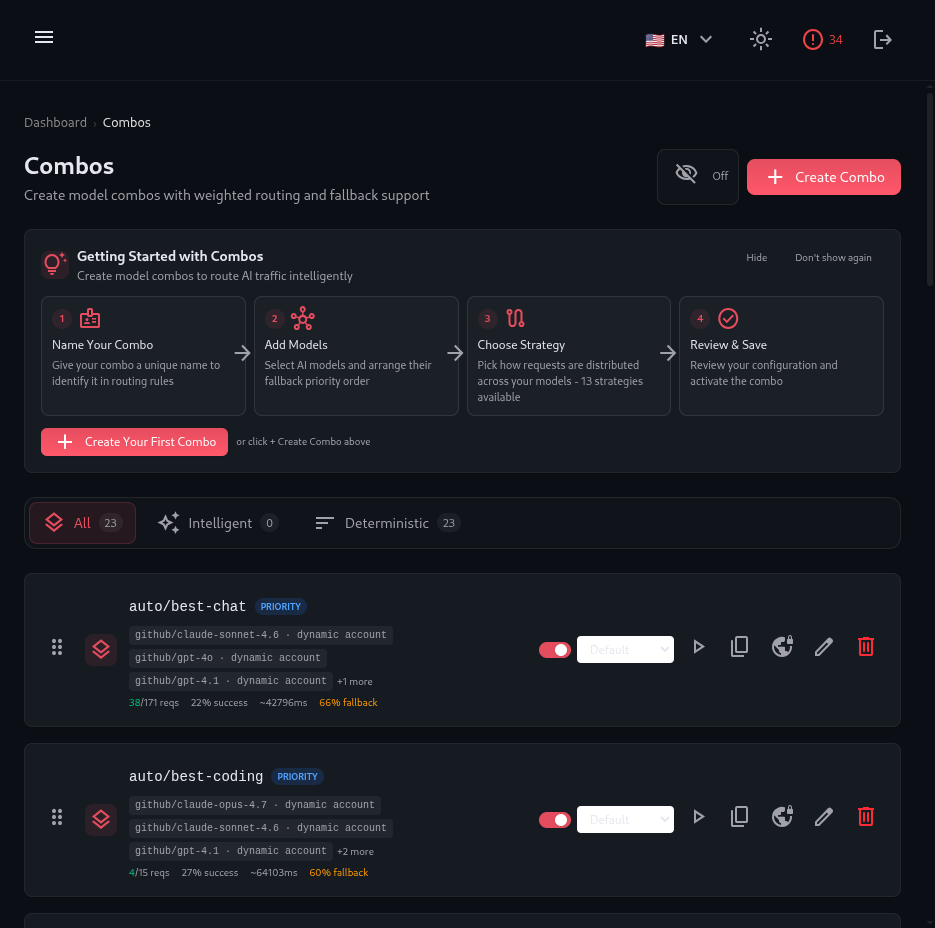 EN
34
Dashboard › Combos
Combos
Create model combos with weighted routing and fallback support
Off
Create Combo
Getting Started with Combos
Create model combos to route AI traffic intelligently
Hide
Don't show again
1
Name Your Combo
Give your combo a unique name to
identify it in routing rules
2
Add Models
Select AI models and arrange their
fallback priority order
3
Choose Strategy
Pick how requests are distributed
across your models - 13 strategies
available
4
Review & Save
Review your configuration and
activate the combo
Create Your First Combo
or click + Create Combo above
All 23
Intelligent 0
Deterministic 23
auto/best-chat PRIORITY
github/claude-sonnet-4.6 · dynamic account
github/gpt-4o · dynamic account
github/gpt-4.1 · dynamic account +1 more
38/171 reqs 22% success ~42796ms 66% fallback
Default
auto/best-coding PRIORITY
github/claude-opus-4.7 · dynamic account
github/claude-sonnet-4.6 · dynamic account
github/gpt-4.1 · dynamic account +2 more
4/15 reqs 27% success ~64103ms 60% fallback
Default